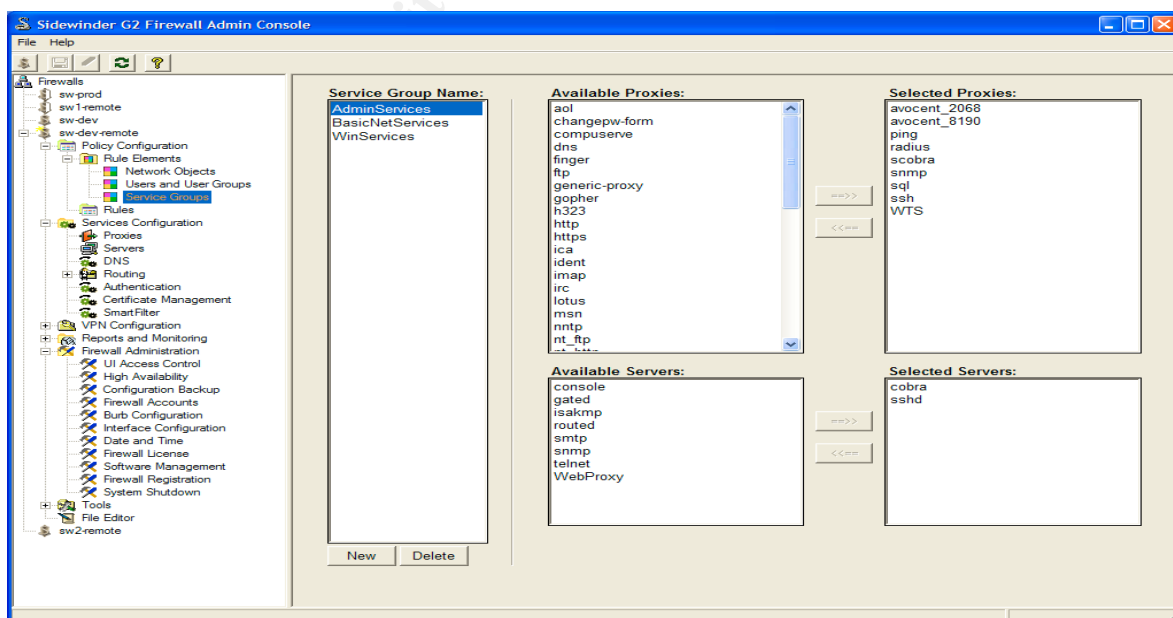 Sidewinder G2 Firewall Admin Console
File Help
Firewalls
sw-prod
sw1-remote
sw-dev
sw-dev-remote
Policy Configuration
Rule Elements
Network Objects
Users and User Groups
Service Groups
Rules
Services Configuration
Proxies
Servers
DNS
Routing
Authentication
Certificate Management
SmartFilter
VPN Configuration
Reports and Monitoring
Firewall Administration
UI Access Control
High Availability
Configuration Backup
Firewall Accounts
Burb Configuration
Interface Configuration
Date and Time
Firewall License
Software Management
Firewall Registration
System Shutdown
Tools
File Editor
sw2-remote
Service Group Name:
AdminServices
BasicNetServices
WinServices
New Delete
Available Proxies:
aol
changepw-form
compuserve
dns
finger
ftp
generic-proxy
gopher
h323
http
https
ica
ident
imap
irc
lotus
msn
nntp
nt_ftp
==>>
<<==
Selected Proxies:
avocent_2068
avocent_8190
ping
radius
scobra
snmp
sql
ssh
WTS
Available Servers:
console
gated
isakmp
routed
smtp
snmp
telnet
WebProxy
==>>
<<==
Selected Servers:
cobra
sshd